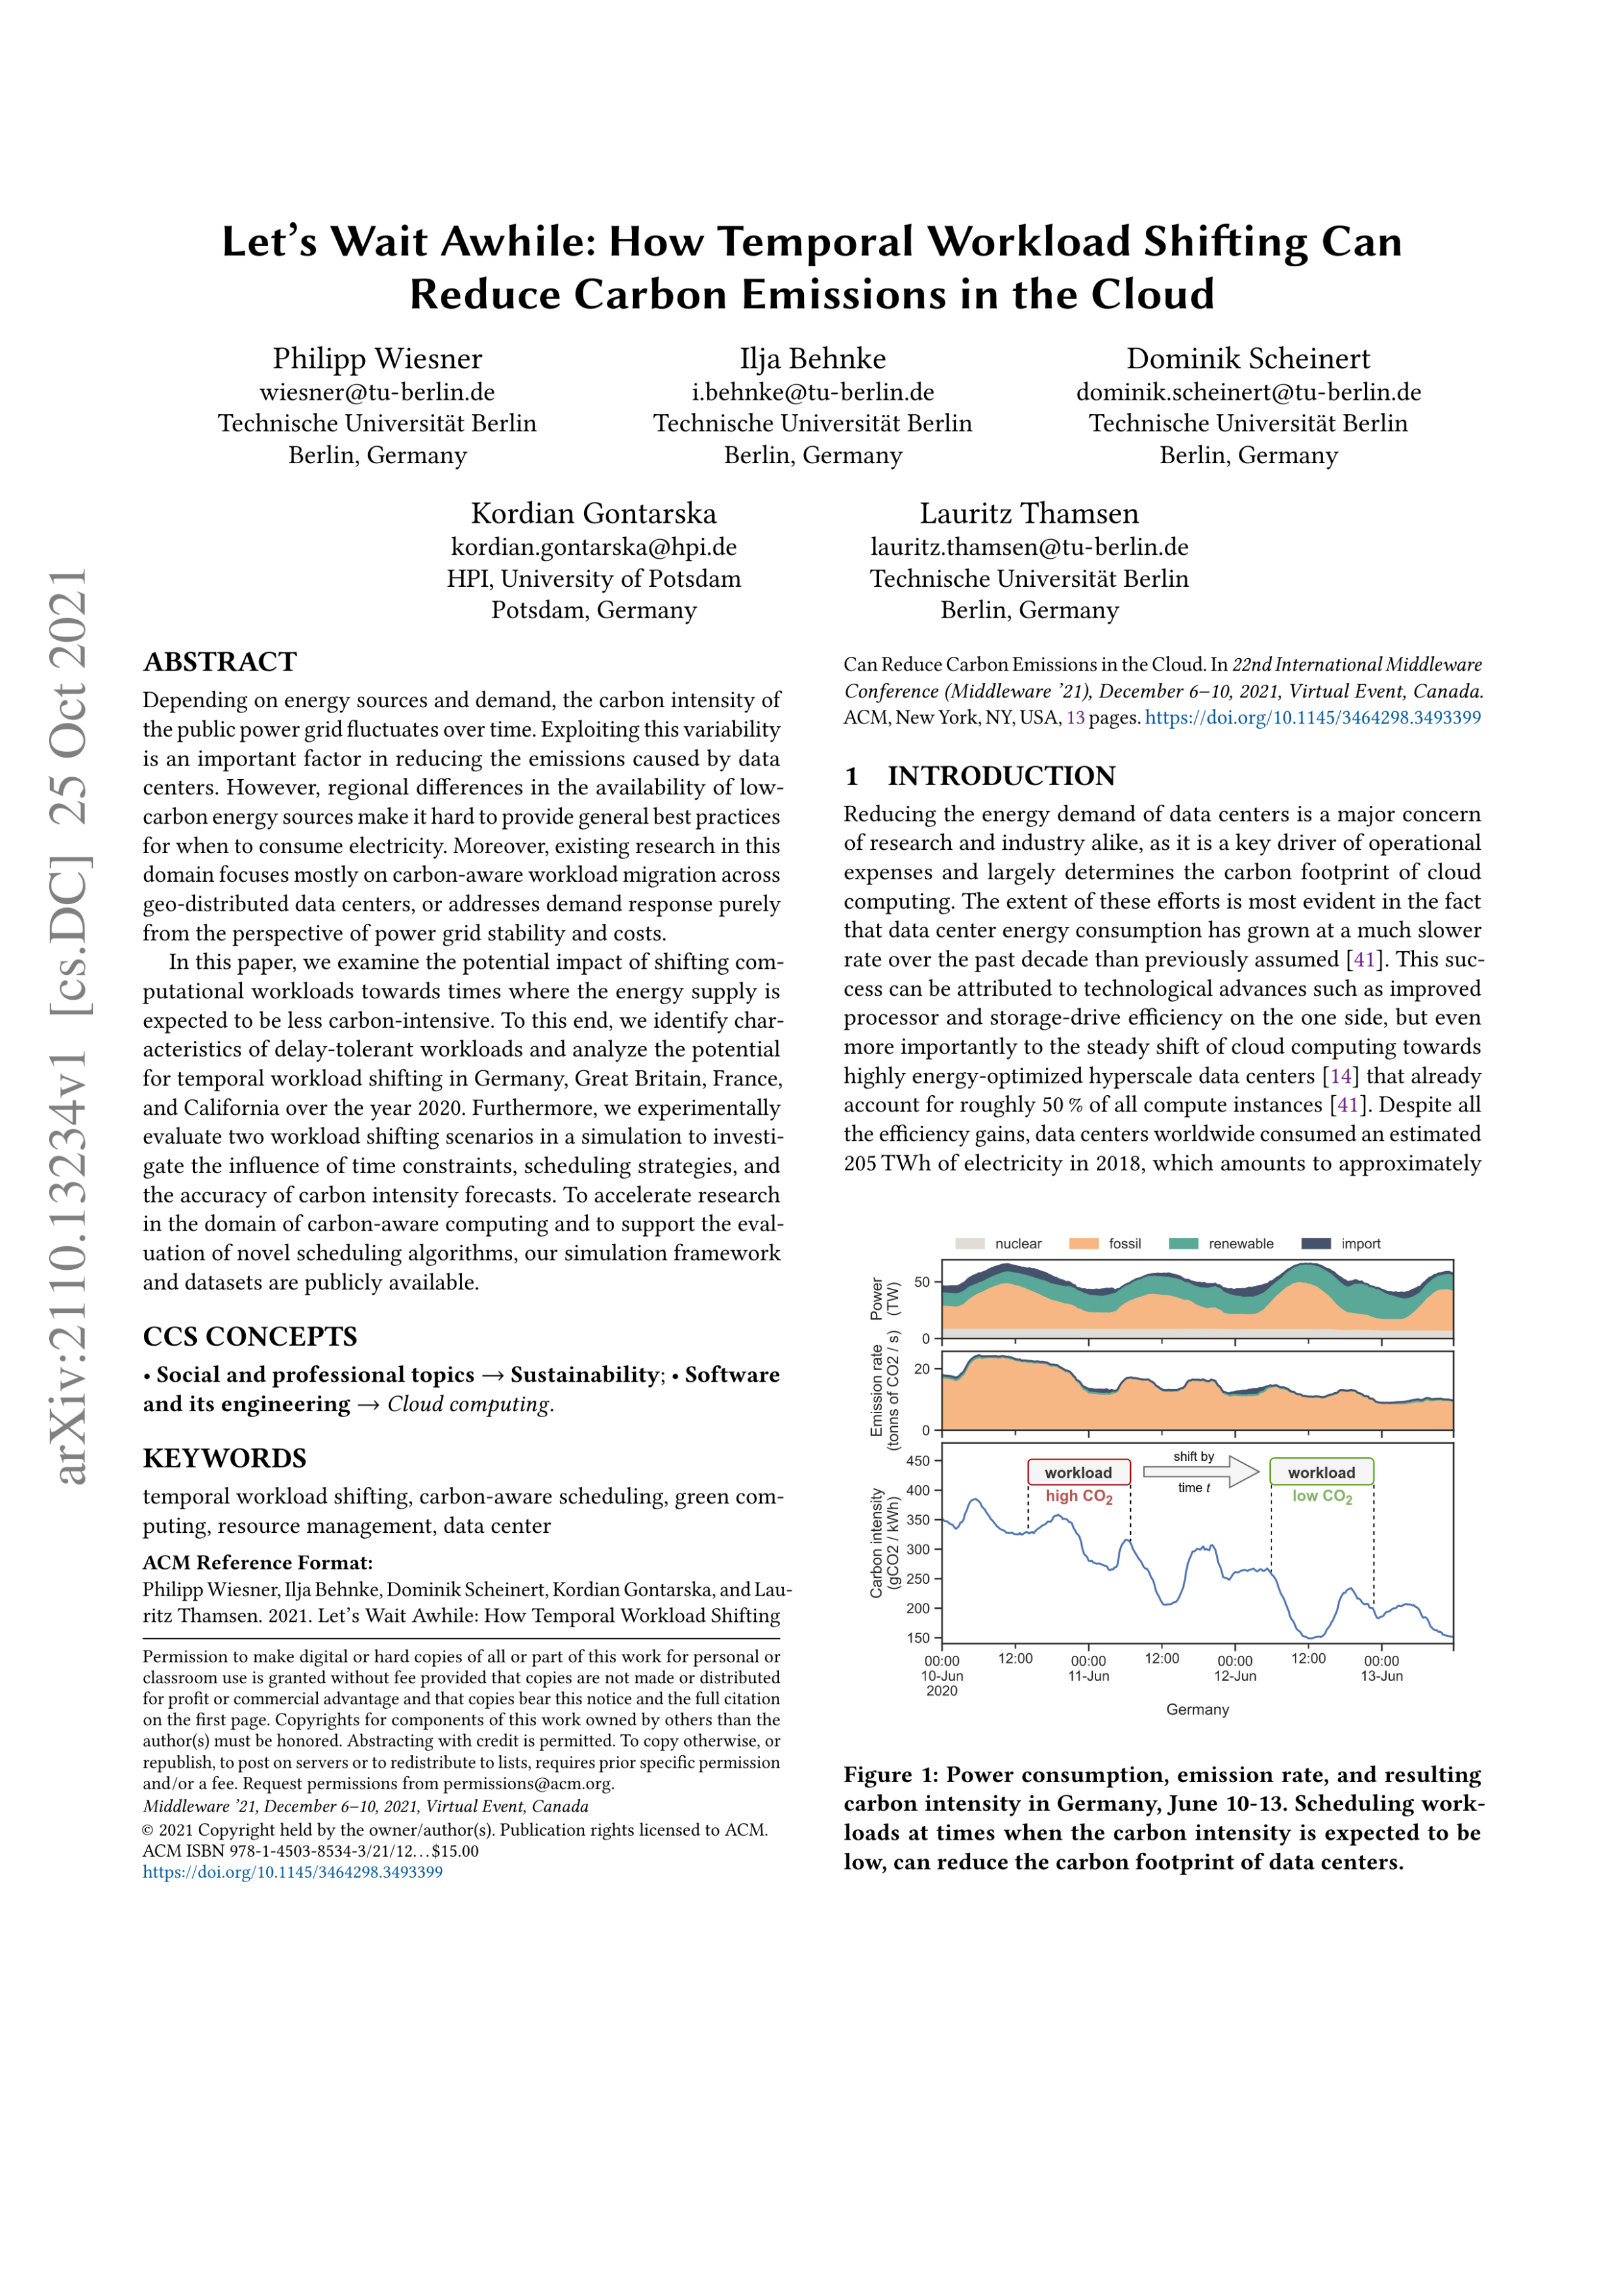 arXiv:2110.13234v1 [cs.DC] 25 Oct 2021
Let's Wait Awhile: How Temporal Workload Shifting Can
Reduce Carbon Emissions in the Cloud
Philipp Wiesner
wiesner@tu-berlin.de
Technische Universität Berlin
Berlin, Germany
Ilja Behnke
i.behnke@tu-berlin.de
Technische Universität Berlin
Berlin, Germany
Dominik Scheinert
dominik.scheinert@tu-berlin.de
Technische Universität Berlin
Berlin, Germany
Kordian Gontarska
kordian.gontarska@hpi.de
HPI, University of Potsdam
Potsdam, Germany
Lauritz Thamsen
lauritz.thamsen@tu-berlin.de
Technische Universität Berlin
Berlin, Germany
ABSTRACT
Depending on energy sources and demand, the carbon intensity of
the public power grid fluctuates over time. Exploiting this variability
is an important factor in reducing the emissions caused by data
centers. However, regional differences in the availability of low-
carbon energy sources make it hard to provide general best practices
for when to consume electricity. Moreover, existing research in this
domain focuses mostly on carbon-aware workload migration across
geo-distributed data centers, or addresses demand response purely
from the perspective of power grid stability and costs.
In this paper, we examine the potential impact of shifting com-
putational workloads towards times where the energy supply is
expected to be less carbon-intensive. To this end, we identify char-
acteristics of delay-tolerant workloads and analyze the potential
for temporal workload shifting in Germany, Great Britain, France,
and California over the year 2020. Furthermore, we experimentally
evaluate two workload shifting scenarios in a simulation to investi-
gate the influence of time constraints, scheduling strategies, and
the accuracy of carbon intensity forecasts. To accelerate research
in the domain of carbon-aware computing and to support the eval-
uation of novel scheduling algorithms, our simulation framework
and datasets are publicly available.
CCS CONCEPTS
• Social and professional topics → Sustainability; • Software
and its engineering → Cloud computing.
KEYWORDS
temporal workload shifting, carbon-aware scheduling, green com-
puting, resource management, data center
ACM Reference Format:
Philipp Wiesner, Ilja Behnke, Dominik Scheinert, Kordian Gontarska, and Lau-
ritz Thamsen. 2021. Let's Wait Awhile: How Temporal Workload Shifting
Permission to make digital or hard copies of all or part of this work for personal or
classroom use is granted without fee provided that copies are not made or distributed
for profit or commercial advantage and that copies bear this notice and the full citation
on the first page. Copyrights for components of this work owned by others than the
author(s) must be honored. Abstracting with credit is permitted. To copy otherwise, or
republish, to post on servers or to redistribute to lists, requires prior specific permission
and/or a fee. Request permissions from permissions@acm.org.
Middleware '21, December 6–10, 2021, Virtual Event, Canada
© 2021 Copyright held by the owner/author(s). Publication rights licensed to ACM.
ACM ISBN 978-1-4503-8534-3/21/12...$15.00
https://doi.org/10.1145/3464298.3493399
Can Reduce Carbon Emissions in the Cloud. In 22nd International Middleware
Conference (Middleware '21), December 6–10, 2021, Virtual Event, Canada.
ACM, New York, NY, USA, 13 pages. https://doi.org/10.1145/3464298.3493399
1 INTRODUCTION
Reducing the energy demand of data centers is a major concern
of research and industry alike, as it is a key driver of operational
expenses and largely determines the carbon footprint of cloud
computing. The extent of these efforts is most evident in the fact
that data center energy consumption has grown at a much slower
rate over the past decade than previously assumed [41]. This suc-
cess can be attributed to technological advances such as improved
processor and storage-drive efficiency on the one side, but even
more importantly to the steady shift of cloud computing towards
highly energy-optimized hyperscale data centers [14] that already
account for roughly 50 % of all compute instances [41]. Despite all
the efficiency gains, data centers worldwide consumed an estimated
205 TWh of electricity in 2018, which amounts to approximately
nuclear fossil renewable import
Power
(TW)
50
0
Emission rate
(tonns of CO2 / s)
20
0
Carbon intensity
(gCO2 / kWh)
450
400
350
300
250
200
150
workload
high CO2
shift by
time t
workload
low CO2
00:00 12:00 00:00 12:00 00:00 12:00 00:00
10-Jun 11-Jun 12-Jun 13-Jun
2020
Germany
Figure 1: Power consumption, emission rate, and resulting
carbon intensity in Germany, June 10-13. Scheduling work-
loads at times when the carbon intensity is expected to be
low, can reduce the carbon footprint of data centers.